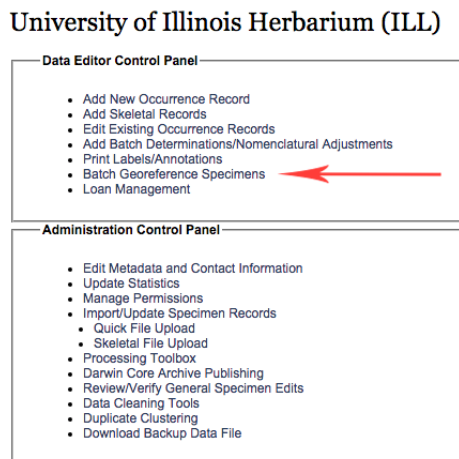 University of Illinois Herbarium (ILL)
Data Editor Control Panel
Add New Occurrence Record
Add Skeletal Records
Edit Existing Occurrence Records
Add Batch Determinations/Nomenclatural Adjustments
Print Labels/Annotations
Batch Georeference Specimens
Loan Management
Administration Control Panel
Edit Metadata and Contact Information
Update Statistics
Manage Permissions
Import/Update Specimen Records
Quick File Upload
Skeletal File Upload
Processing Toolbox
Darwin Core Archive Publishing
Review/Verify General Specimen Edits
Data Cleaning Tools
Duplicate Clustering
Download Backup Data File